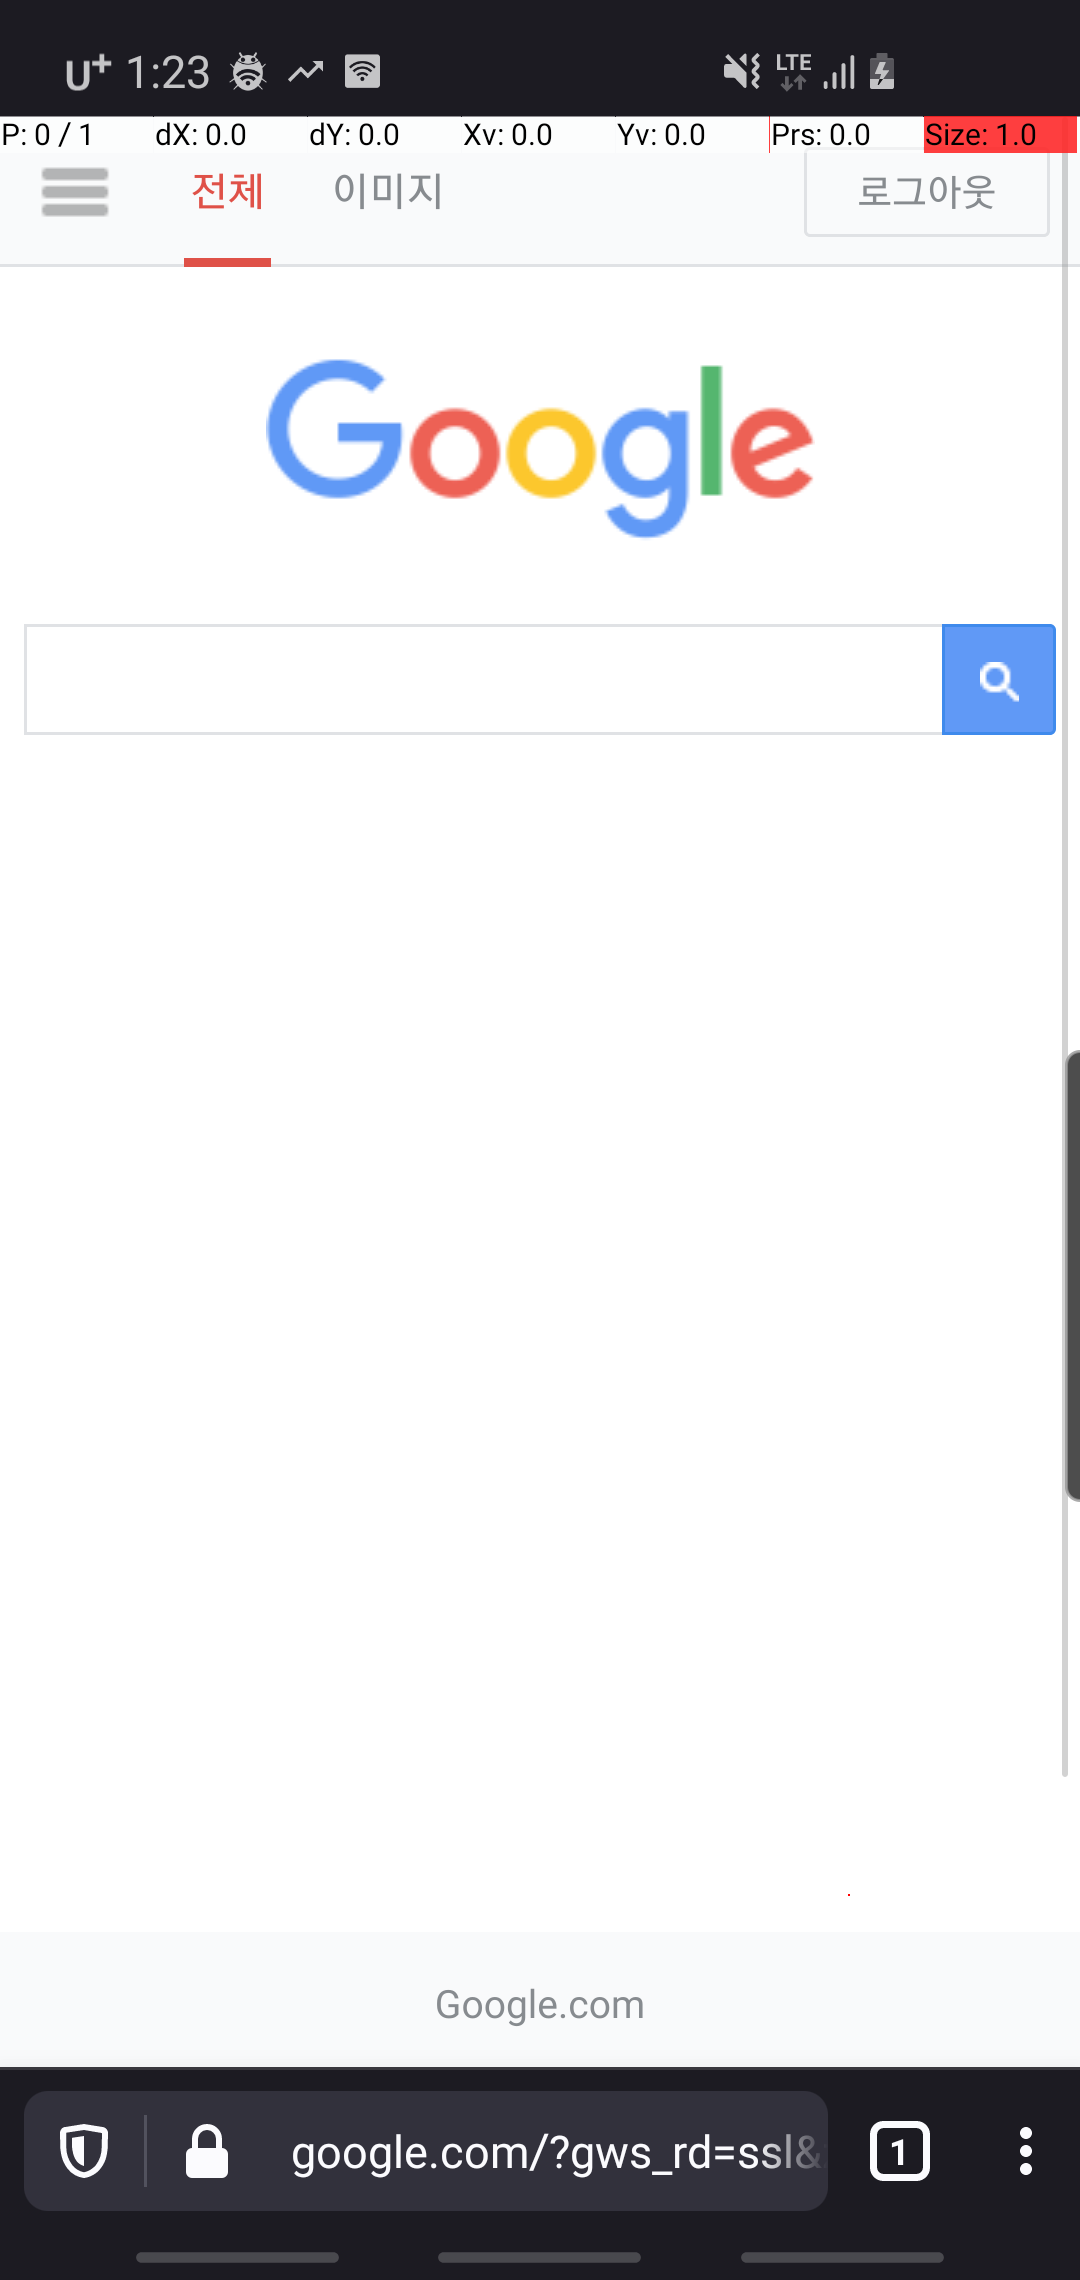 U+ 1:23 LTE
P: 0 / 1 dX: 0.0 dY: 0.0 Xv: 0.0 Yv: 0.0 Prs: 0.0 Size: 1.0
전체 이미지 로그아웃
Google
Google.com
google.com/?gws_rd=ssl& 1